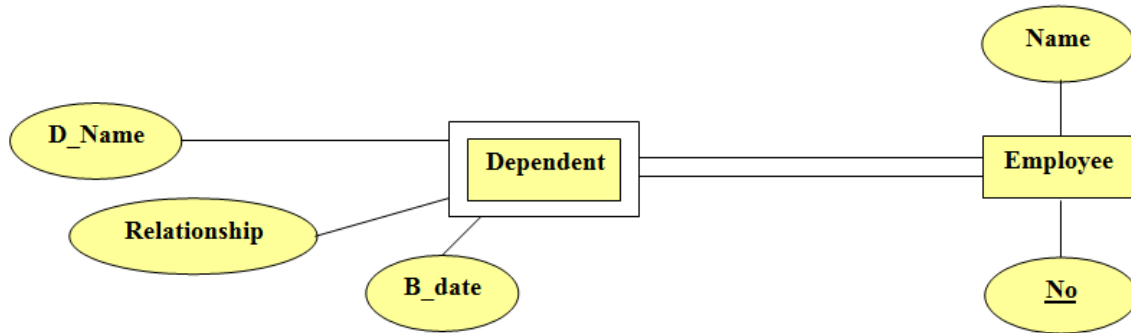 Name
D_Name
Dependent
Employee
Relationship
B_date
No